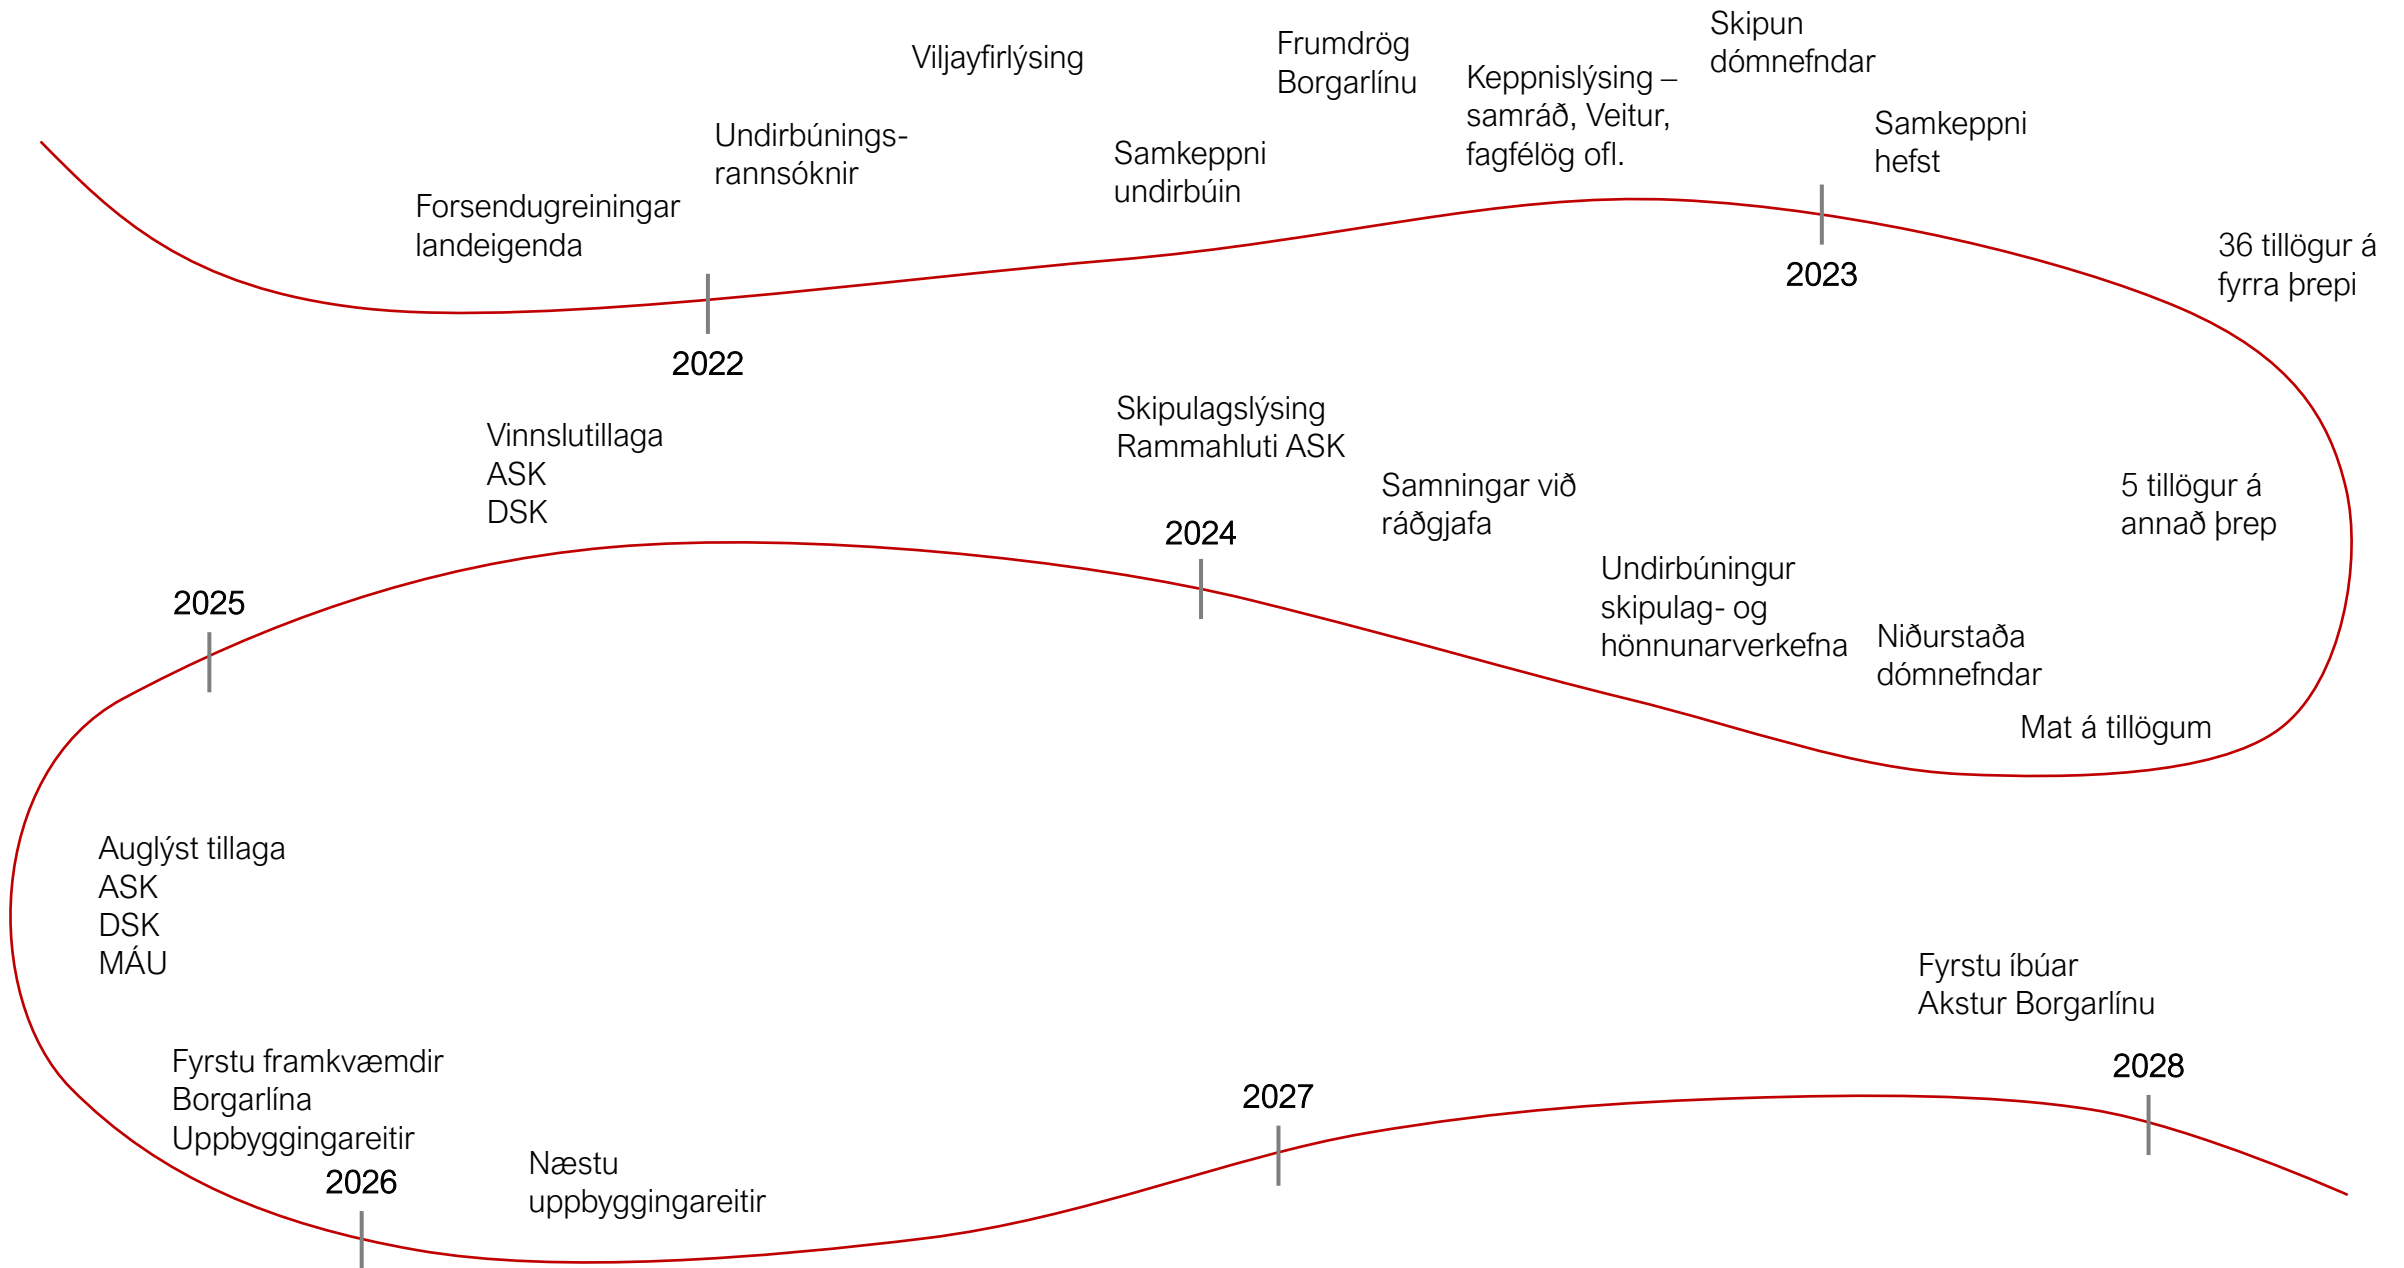 Forsendugreiningar
landeigenda
2022
Undirbúnings-
rannsóknir
Viljayfirlýsing
Samkeppni
undirbúin
Frumdrög
Borgarlínu
Keppnislýsing –
samráð, Veitur,
fagfélög ofl.
Skipun
dómnefndar
2023
Samkeppni
hefst
36 tillögur á
fyrra þrepi
5 tillögur á
annað þrep
Mat á tillögum
Niðurstaða
dómnefndar
Undirbúningur
skipulag- og
hönnunarverkefna
Samningar við
ráðgjafa
Skipulagslýsing
Rammahluti ASK
2024
Vinnslutillaga
ASK
DSK
2025
Auglýst tillaga
ASK
DSK
MÁU
Fyrstu framkvæmdir
Borgarlína
Uppbyggingareitir
2026
Næstu
uppbyggingareitir
2027
Fyrstu íbúar
Akstur Borgarlínu
2028